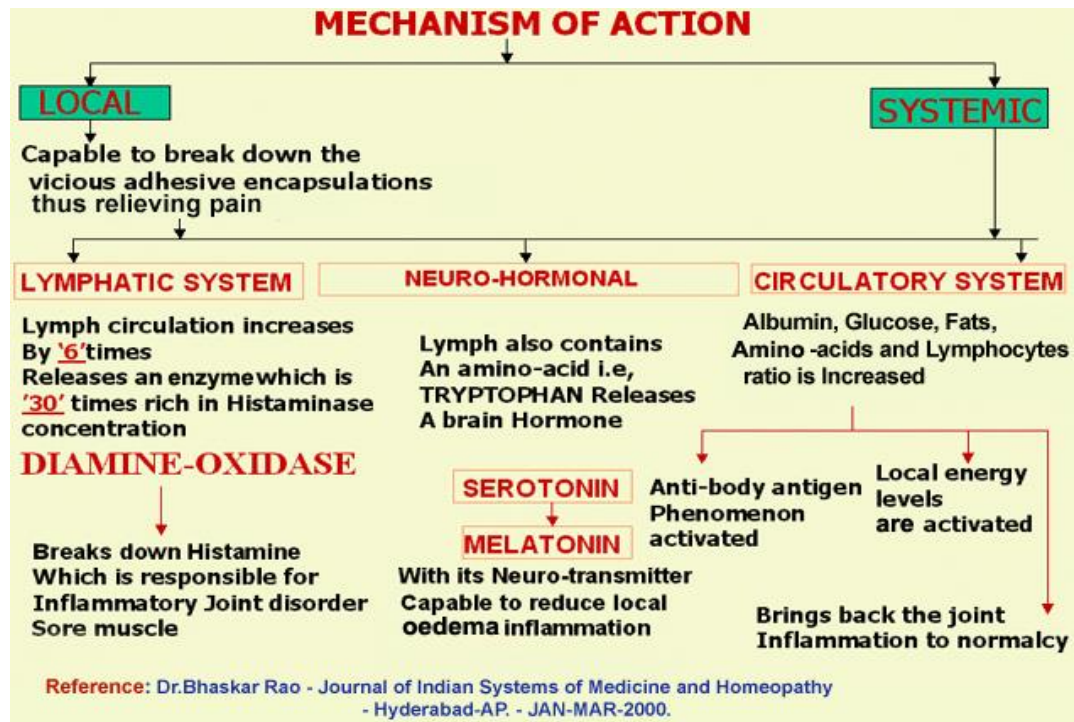 MECHANISM OF ACTION
LOCAL
SYSTEMIC
Capable to break down the
vicious adhesive encapsulations
thus relieving pain
LYMPHATIC SYSTEM
Lymph circulation increases
By ‘6’times
Releases an enzyme which is
’30’ times rich in Histaminase
concentration
DIAMINE-OXIDASE
Breaks down Histamine
Which is responsible for
Inflammatory Joint disorder
Sore muscle
NEURO-HORMONAL
Lymph also contains
An amino-acid i.e,
TRYPTOPHAN Releases
A brain Hormone
SEROTONIN
MELATONIN
With its Neuro-transmitter
Capable to reduce local
oedema inflammation
CIRCULATORY SYSTEM
Albumin, Glucose, Fats,
Amino -acids and Lymphocytes
ratio is Increased
Anti-body antigen
Phenomenon
activated
Local energy
levels
are activated
Brings back the joint
Inflammation to normalcy
Reference: Dr.Bhaskar Rao - Journal of Indian Systems of Medicine and Homeopathy
- Hyderabad-AP. - JAN-MAR-2000.